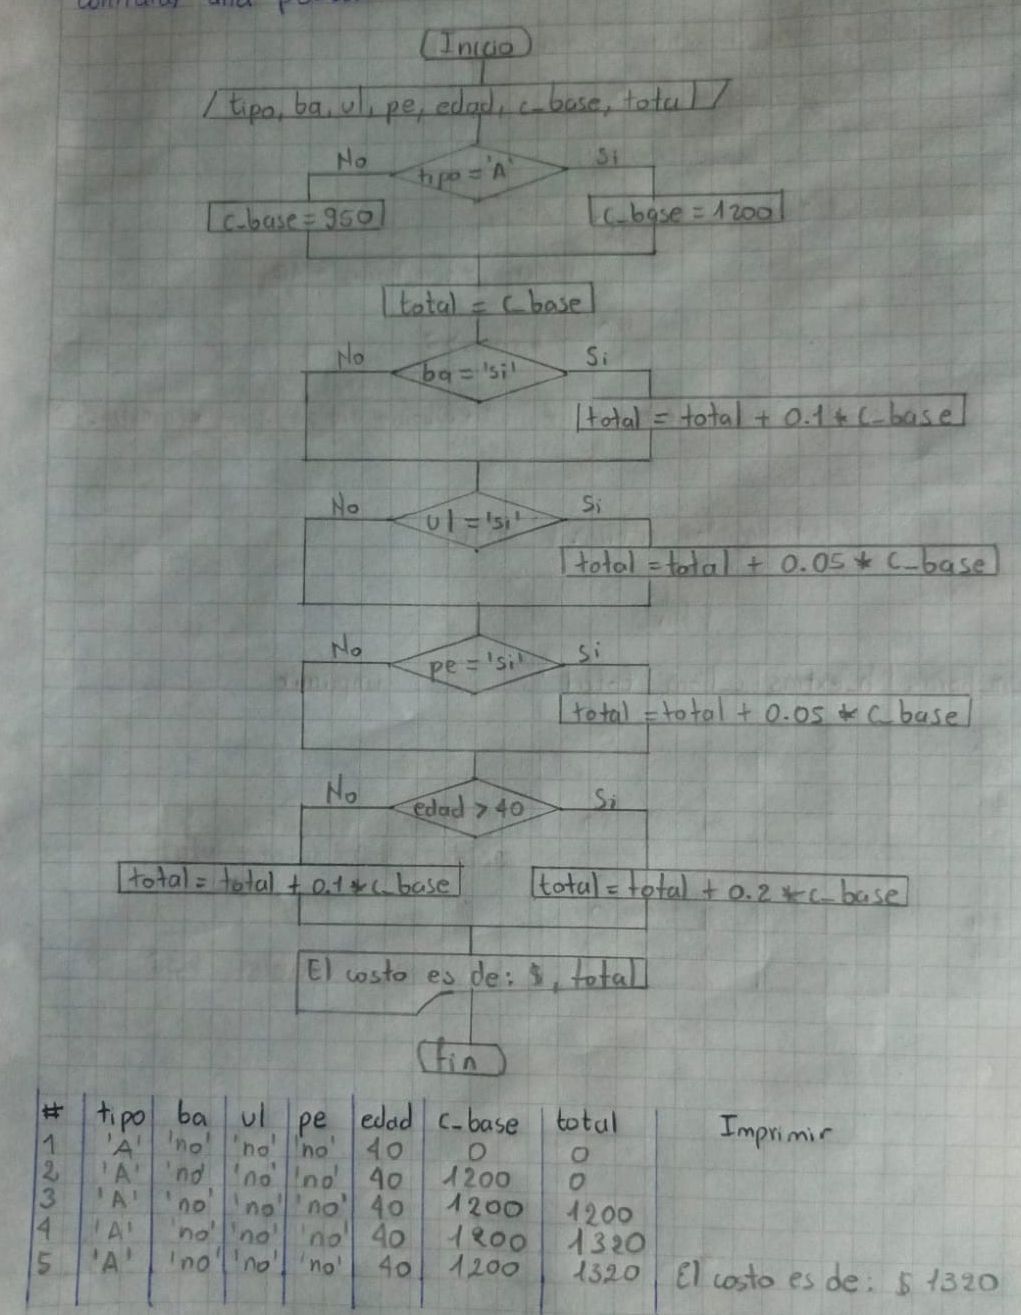 Inicio
tipo, ba, ul, pe, edad, c_base, total
No tipo = 'A' Si
c_base = 950 c_base = 1200
total = c_base
No ba = 'si' Si
total = total + 0.1 * c_base
No ul = 'si' Si
total = total + 0.05 * c_base
No pe = 'si' Si
total = total + 0.05 * c_base
No edad > 40 Si
total = total + 0.1 * c_base total = total + 0.2 * c_base
El costo es de: $, total
fin
# tipo ba ul pe edad c_base total Imprimir
1 'A' 'no' 'no' 'no' 40 0 0
2 'A' 'no' 'no' 'no' 40 1200 0
3 'A' 'no' 'no' 'no' 40 1200 1200
4 'A' 'no' 'no' 'no' 40 1200 1320
5 'A' 'no' 'no' 'no' 40 1200 1320 El costo es de: $ 1320